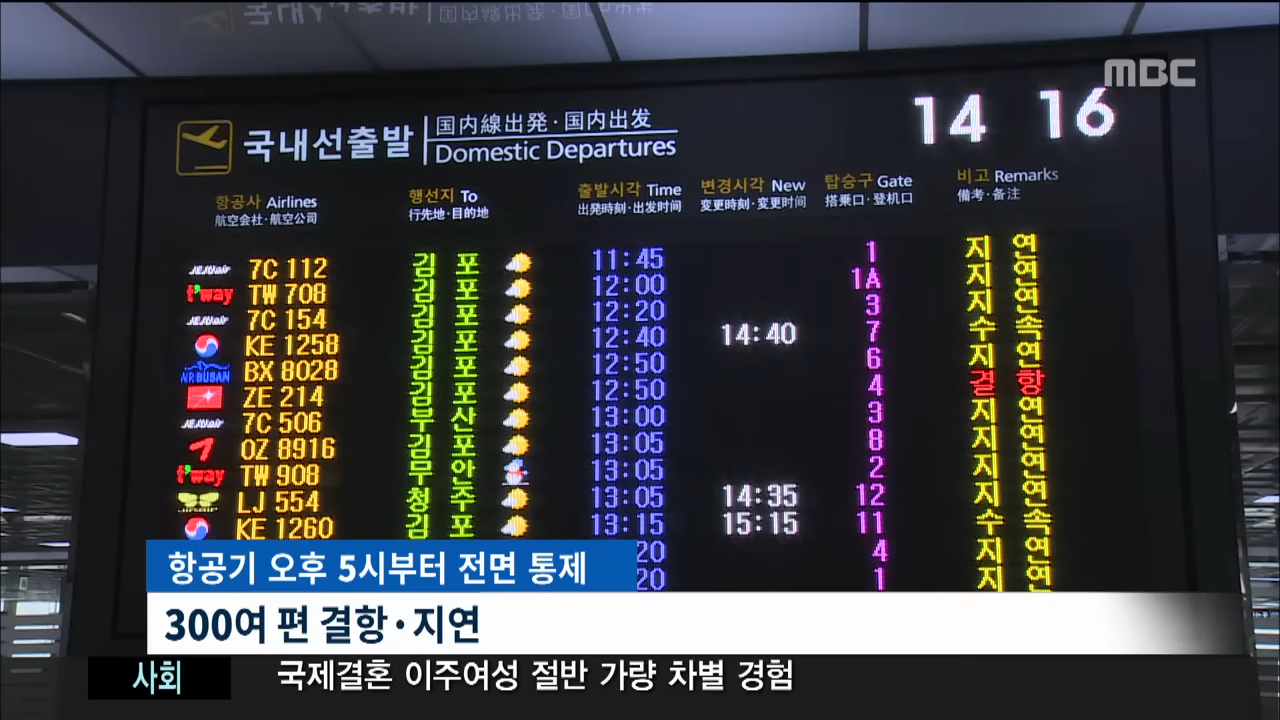 MBC
국내선출발 国内線出発·国内出发
Domestic Departures
14 16
항공사 Airlines 행선지 To 출발시각 Time 변경시각 New 탑승구 Gate 비고 Remarks
航空会社·航空公司 行先地·目的地 出発時刻·出发时间 変更時刻·变更时间 搭乗口·登机口 備考·备注
JEJUair 7C 112 김포 11:45 1 지연
t'way TW 708 김포 12:00 1A 지연
JEJUair 7C 154 김포 12:20 3 지연
KE 1258 김포 12:40 14:40 7 수속
AIR BUSAN BX 8028 김포 12:50 6 지연
ZE 214 김포 12:50 4 결항
JEJUair 7C 506 부산 13:00 3 지연
OZ 8916 김포 13:05 8 지연
t'way TW 908 무안 13:05 2 지연
LJ 554 청주 13:05 14:35 12 지연
KE 1260 김포 13:15 15:15 11 수속
20 4 지연
20 1 지연
항공기 오후 5시부터 전면 통제
300여 편 결항·지연
사회 국제결혼 이주여성 절반 가량 차별 경험